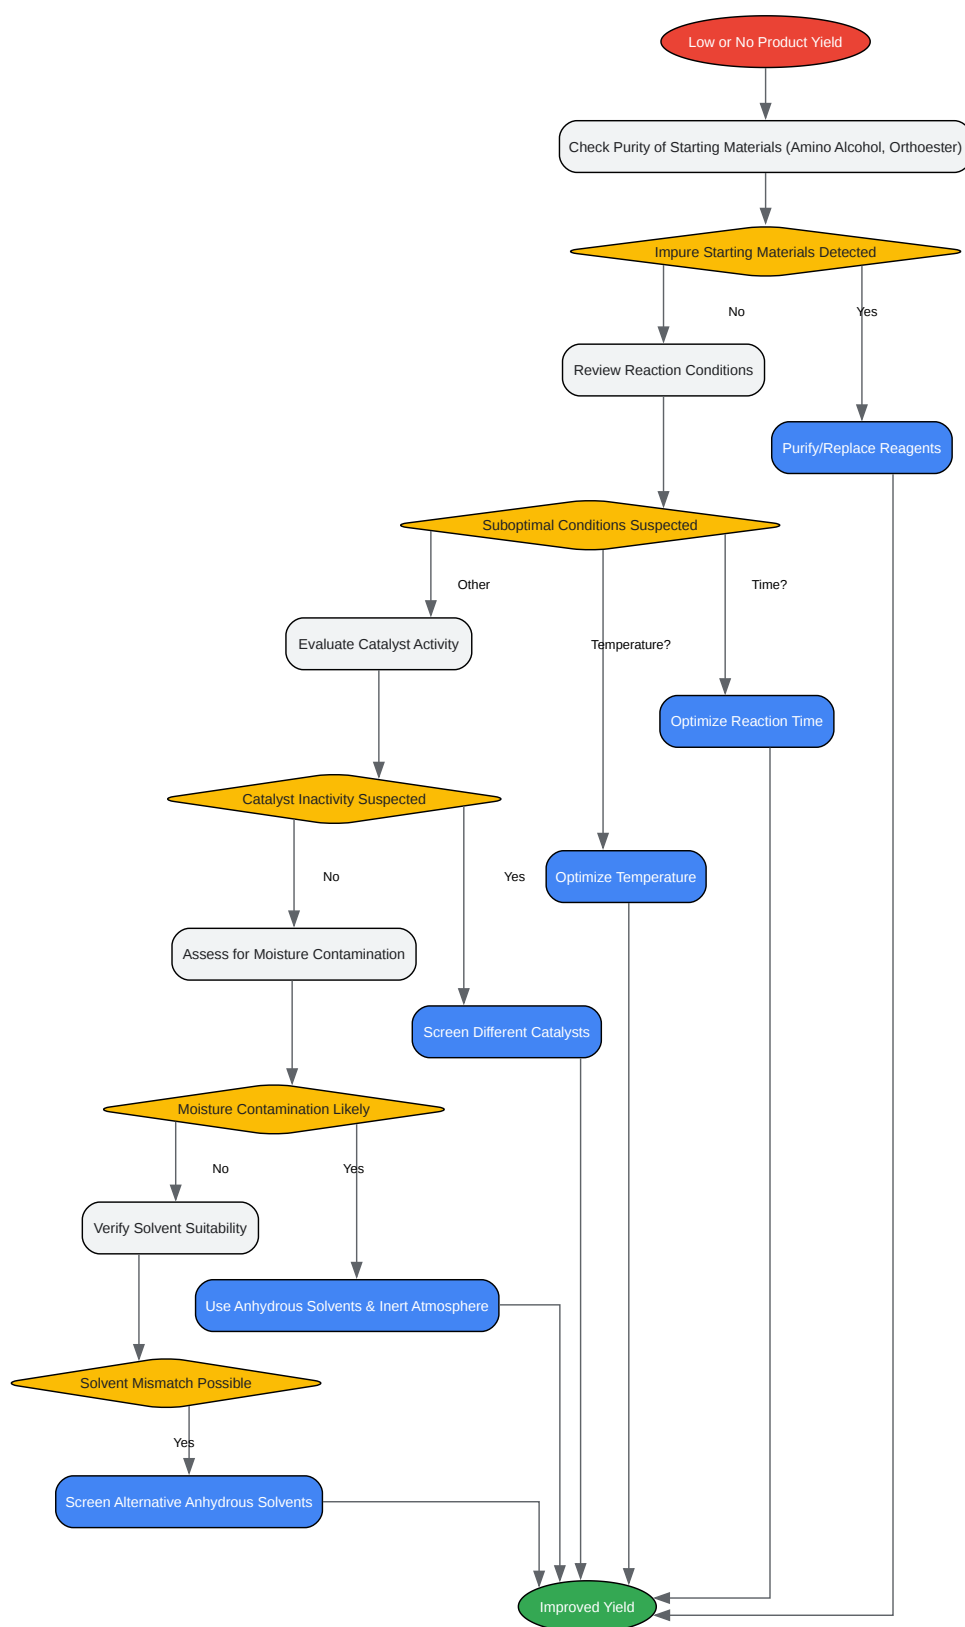 Low or No Product Yield
Check Purity of Starting Materials (Amino Alcohol, Orthoester)
Impure Starting Materials Detected
No
Yes
Review Reaction Conditions
Purify/Replace Reagents
Suboptimal Conditions Suspected
Other
Time?
Evaluate Catalyst Activity
Temperature?
Optimize Reaction Time
Catalyst Inactivity Suspected
No
Yes
Optimize Temperature
Assess for Moisture Contamination
Screen Different Catalysts
Moisture Contamination Likely
No
Yes
Verify Solvent Suitability
Use Anhydrous Solvents & Inert Atmosphere
Solvent Mismatch Possible
Yes
Screen Alternative Anhydrous Solvents
Improved Yield